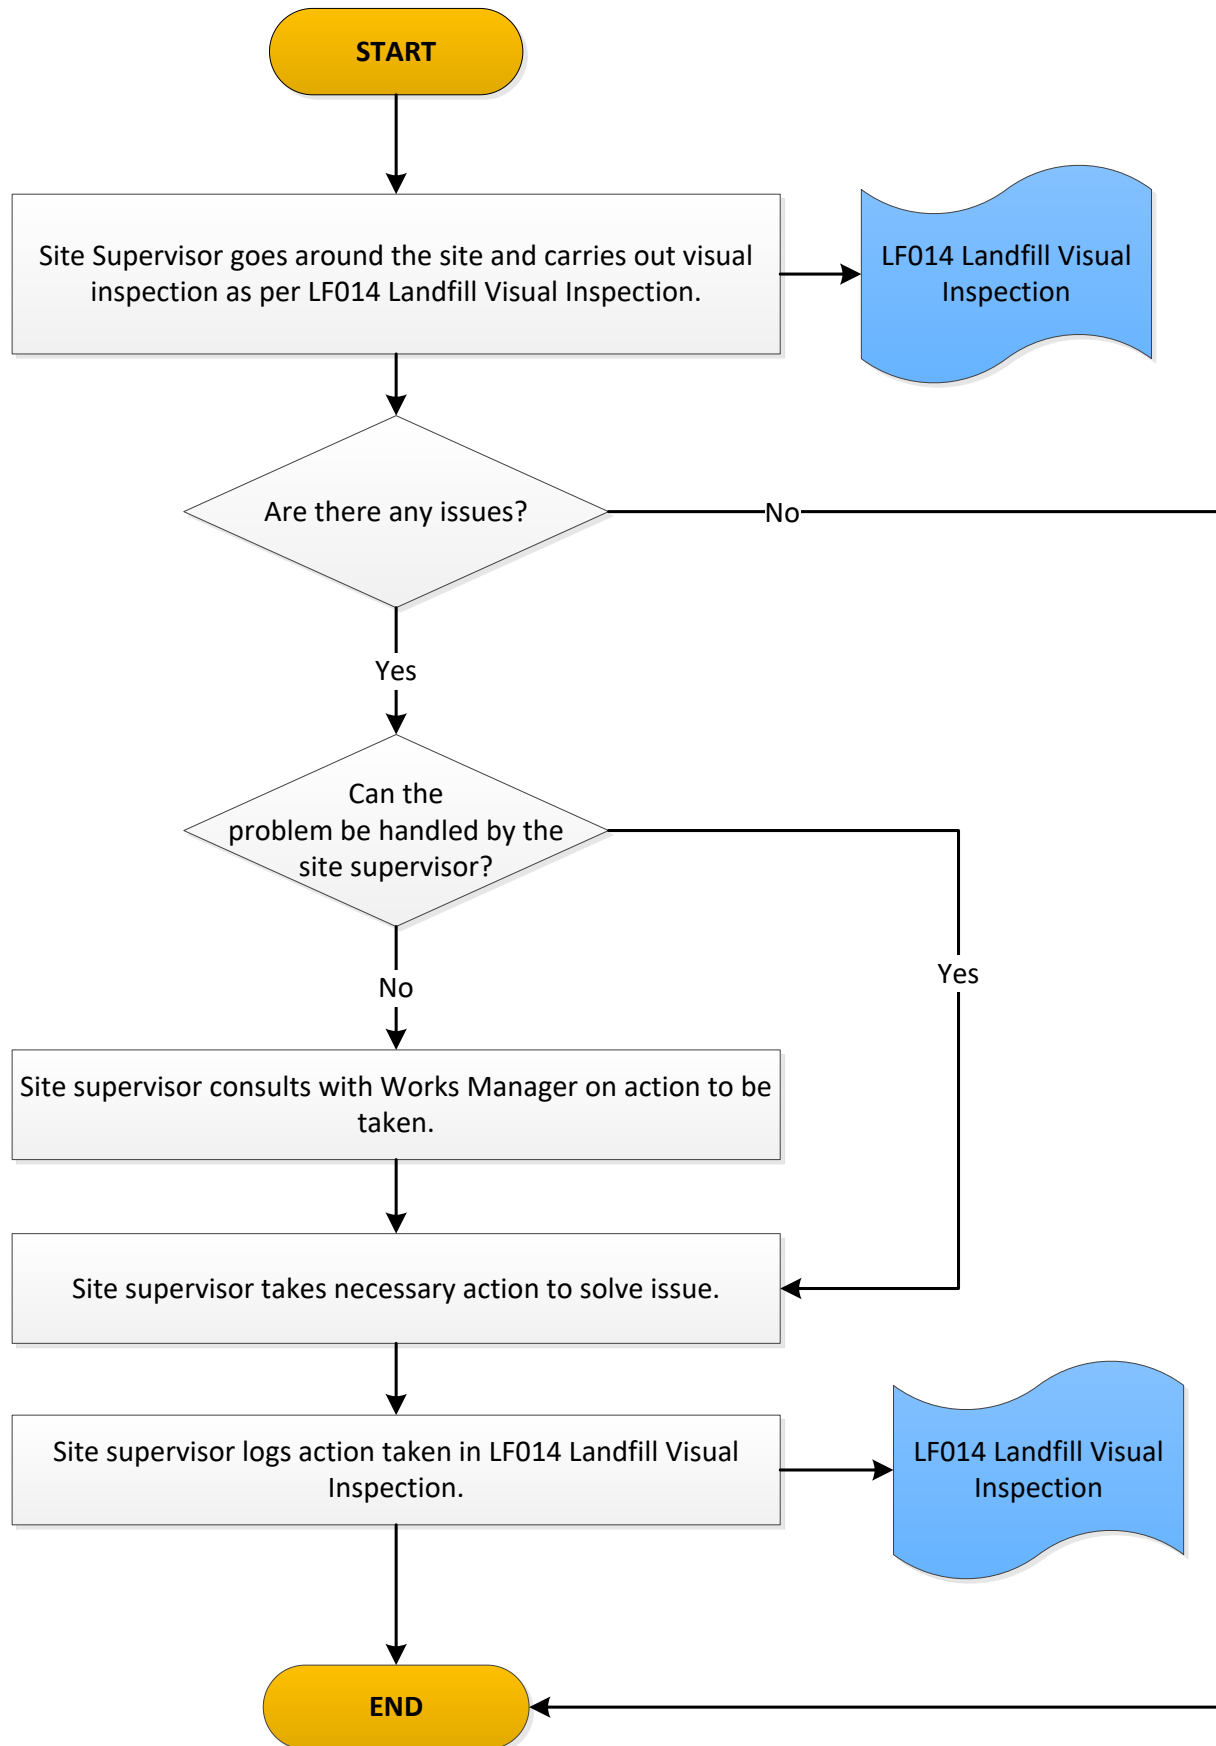 START
Site Supervisor goes around the site and carries out visual
inspection as per LF014 Landfill Visual Inspection.
LF014 Landfill Visual
Inspection
Are there any issues?
No
Yes
Can the
problem be handled by the
site supervisor?
Yes
No
Site supervisor consults with Works Manager on action to be
taken.
Site supervisor takes necessary action to solve issue.
Site supervisor logs action taken in LF014 Landfill Visual
Inspection.
LF014 Landfill Visual
Inspection
END